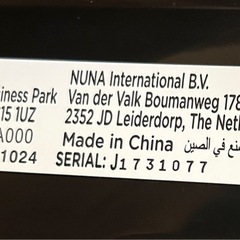 NUNA International B.V.
iness Park Van der Valk Boumanweg 178
15 1UZ 2352 JD Leiderdorp, The Neth
A000 Made in China صنع في الصين
1024 SERIAL: J1731077